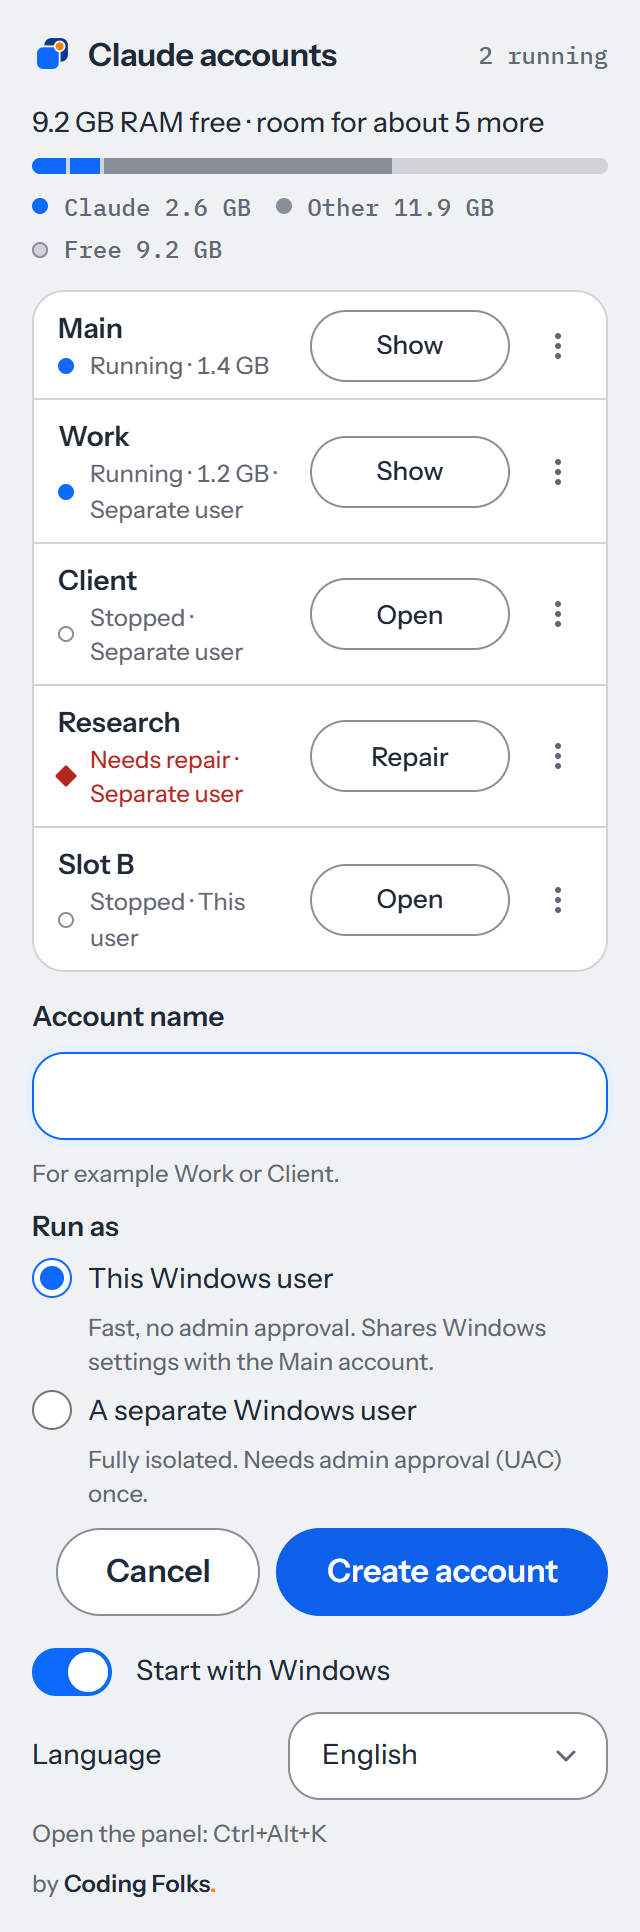 Claude accounts
2 running
9.2 GB RAM free · room for about 5 more
Claude 2.6 GB
Other 11.9 GB
Free 9.2 GB
Main
Running · 1.4 GB
Show
Work
Running · 1.2 GB ·
Separate user
Show
Client
Stopped ·
Separate user
Open
Research
Needs repair ·
Separate user
Repair
Slot B
Stopped · This
user
Open
Account name
For example Work or Client.
Run as
This Windows user
Fast, no admin approval. Shares Windows
settings with the Main account.
A separate Windows user
Fully isolated. Needs admin approval (UAC)
once.
Cancel
Create account
Start with Windows
Language
English
Open the panel: Ctrl+Alt+K
by Coding Folks.